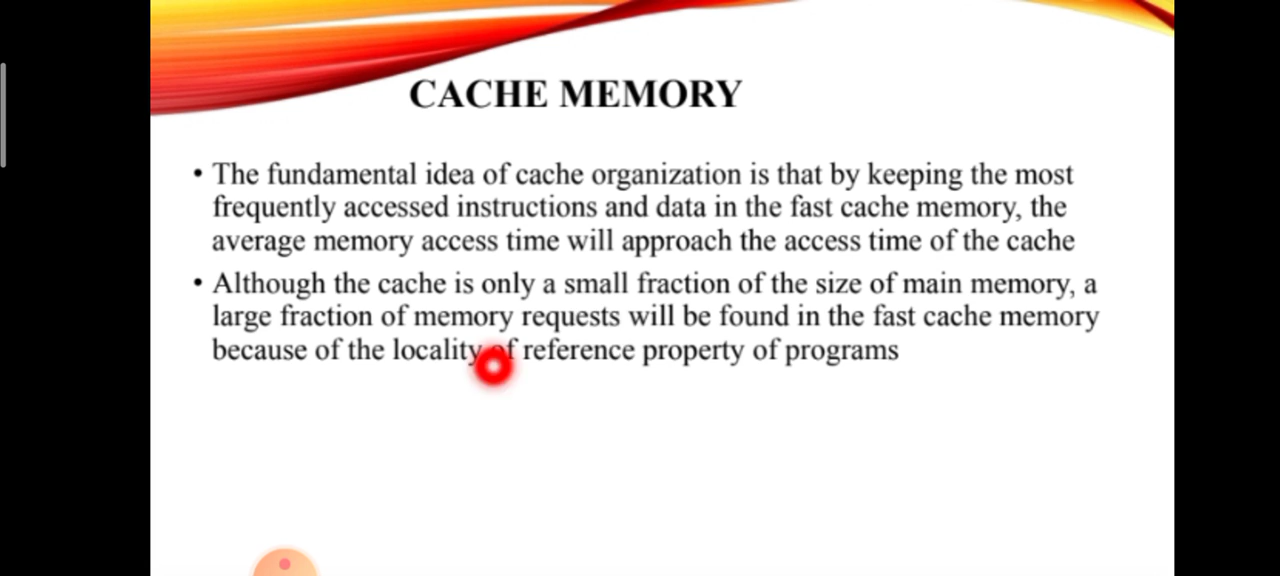 CACHE MEMORY
• The fundamental idea of cache organization is that by keeping the most
frequently accessed instructions and data in the fast cache memory, the
average memory access time will approach the access time of the cache
• Although the cache is only a small fraction of the size of main memory, a
large fraction of memory requests will be found in the fast cache memory
because of the locality of reference property of programs